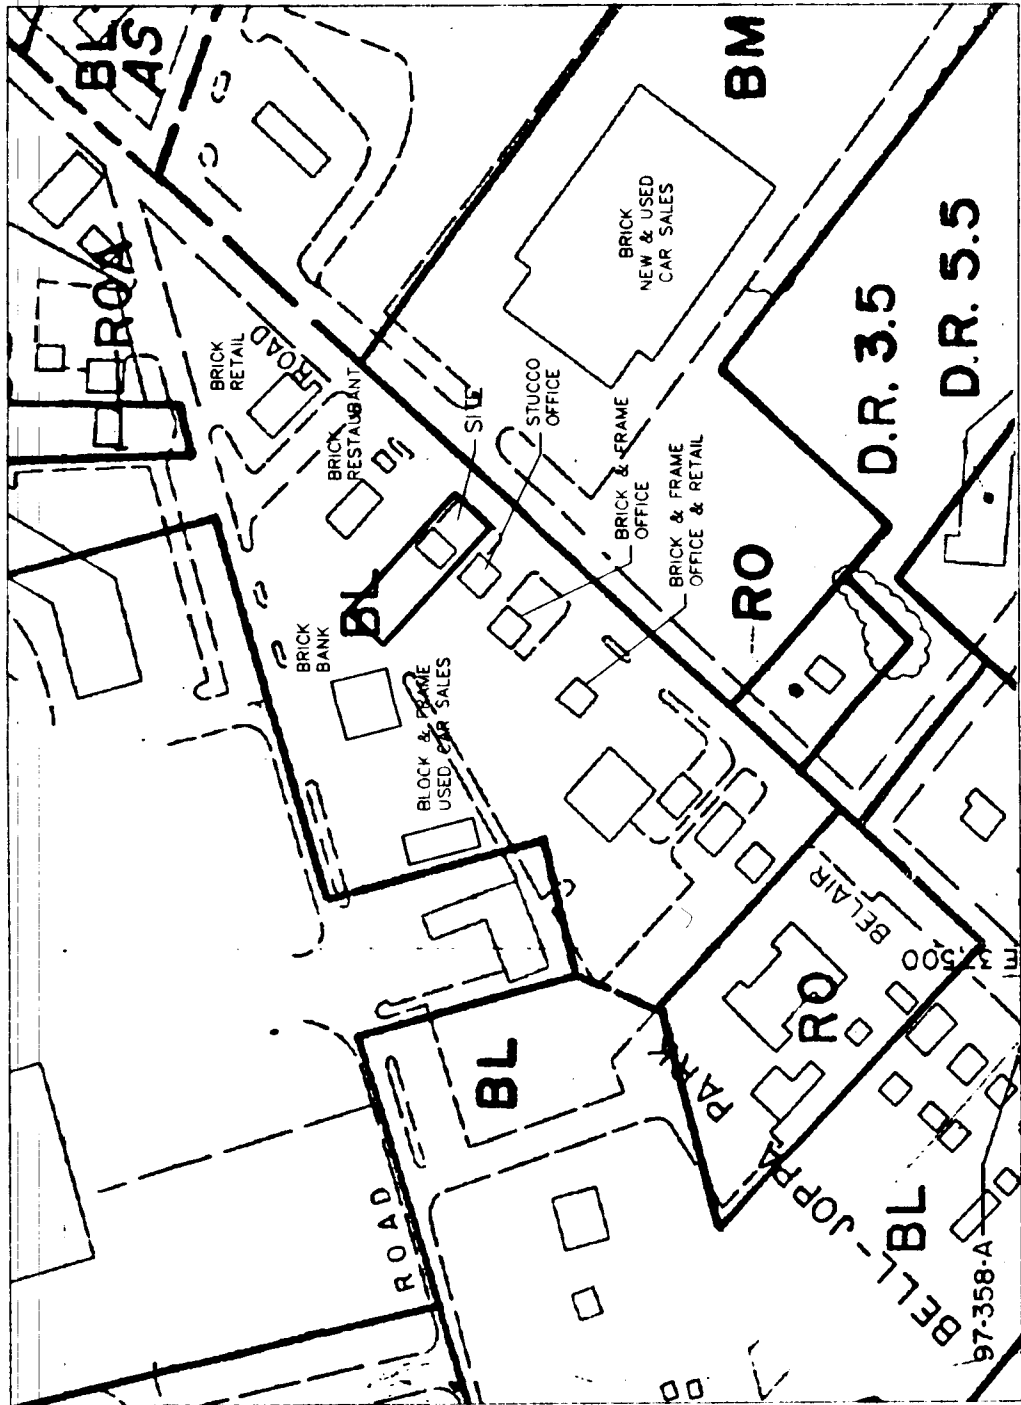 BL
AS
ROA
BM
BRICK
NEW & USED
CAR SALES
BRICK
RETAIL
ROAD
BRICK
RESTAURANT
SITE
STUCCO
OFFICE
BRICK & FRAME
OFFICE
BRICK & FRAME
OFFICE & RETAIL
D.R. 3.5
D.R. 5.5
RO
BL
BRICK
BANK
BLOCK & FRAME
USED CAR SALES
BELAIR
E 37500
RO
BL
PARK
ROAD
BELL-JOPPA
BL
97-358-A